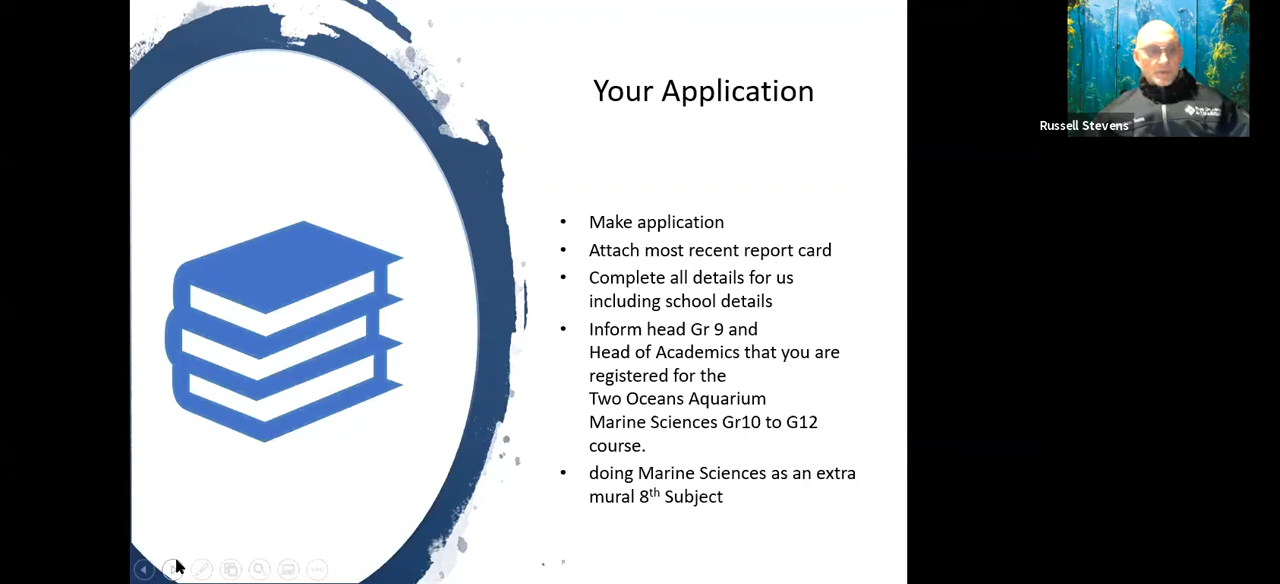 Your Application
Russell Stevens
• Make application
• Attach most recent report card
• Complete all details for us
including school details
• Inform head Gr 9 and
Head of Academics that you are
registered for the
Two Oceans Aquarium
Marine Sciences Gr10 to G12
course.
• doing Marine Sciences as an extra
mural 8th Subject